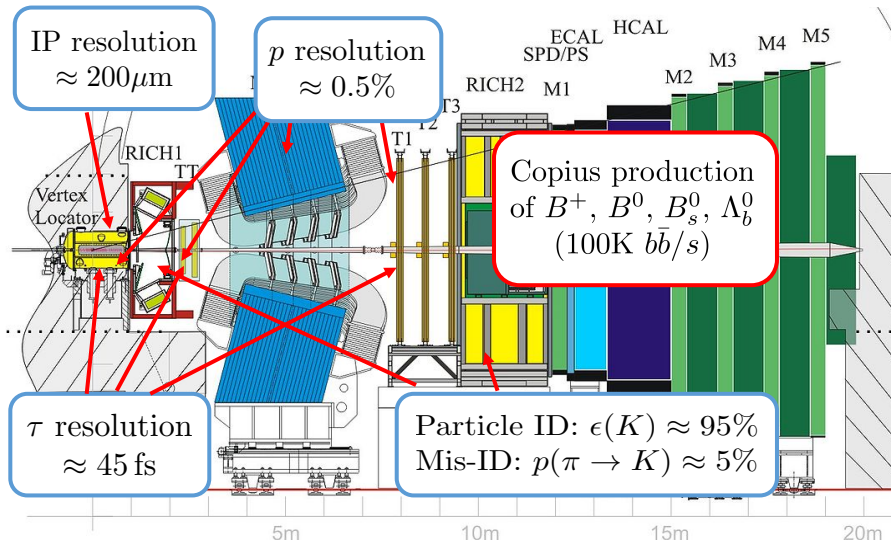 IP resolution
≈ 200μm
p resolution
≈ 0.5%
ECAL
HCAL
SPD/PS
M1
M2
M3
M4
M5
RICH2
T3
T2
T1
RICH1
TT
Vertex
Locator
Copius production
of B⁺, B⁰, B⁰ₛ, Λ⁰_b
(100K bb̄/s)
τ resolution
≈ 45 fs
Particle ID: ϵ(K) ≈ 95%
Mis-ID: p(π → K) ≈ 5%
5m
10m
15m
20m